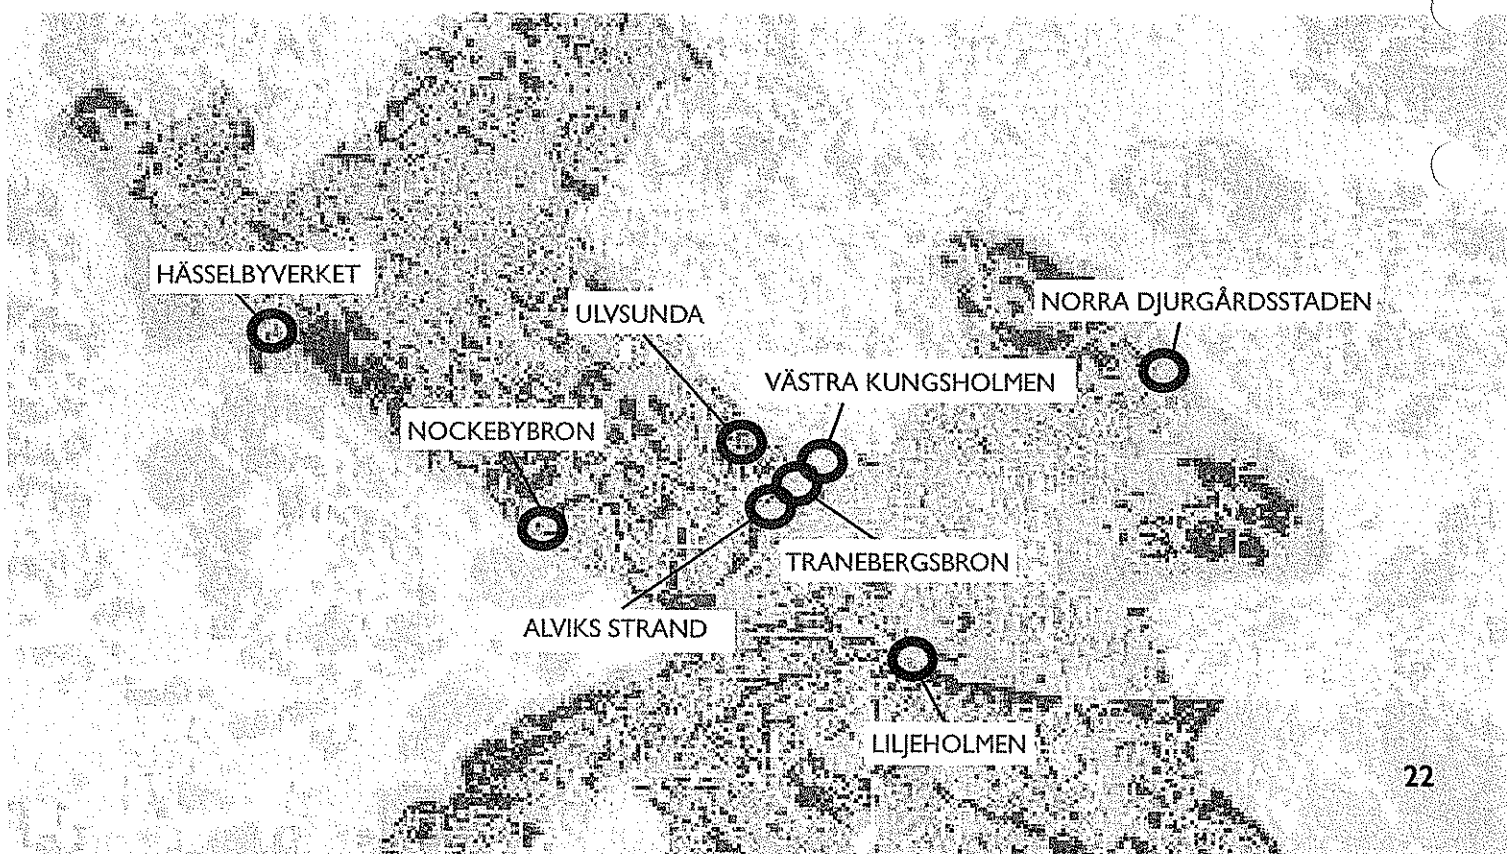 HÄSSELBYVERKET
NORRA DJURGÅRDSSTADEN
ULVSUNDA
VÄSTRA KUNGSHOLMEN
NOCKEBYBRON
TRANEBERGSBRON
ALVIKS STRAND
LILJEHOLMEN
22